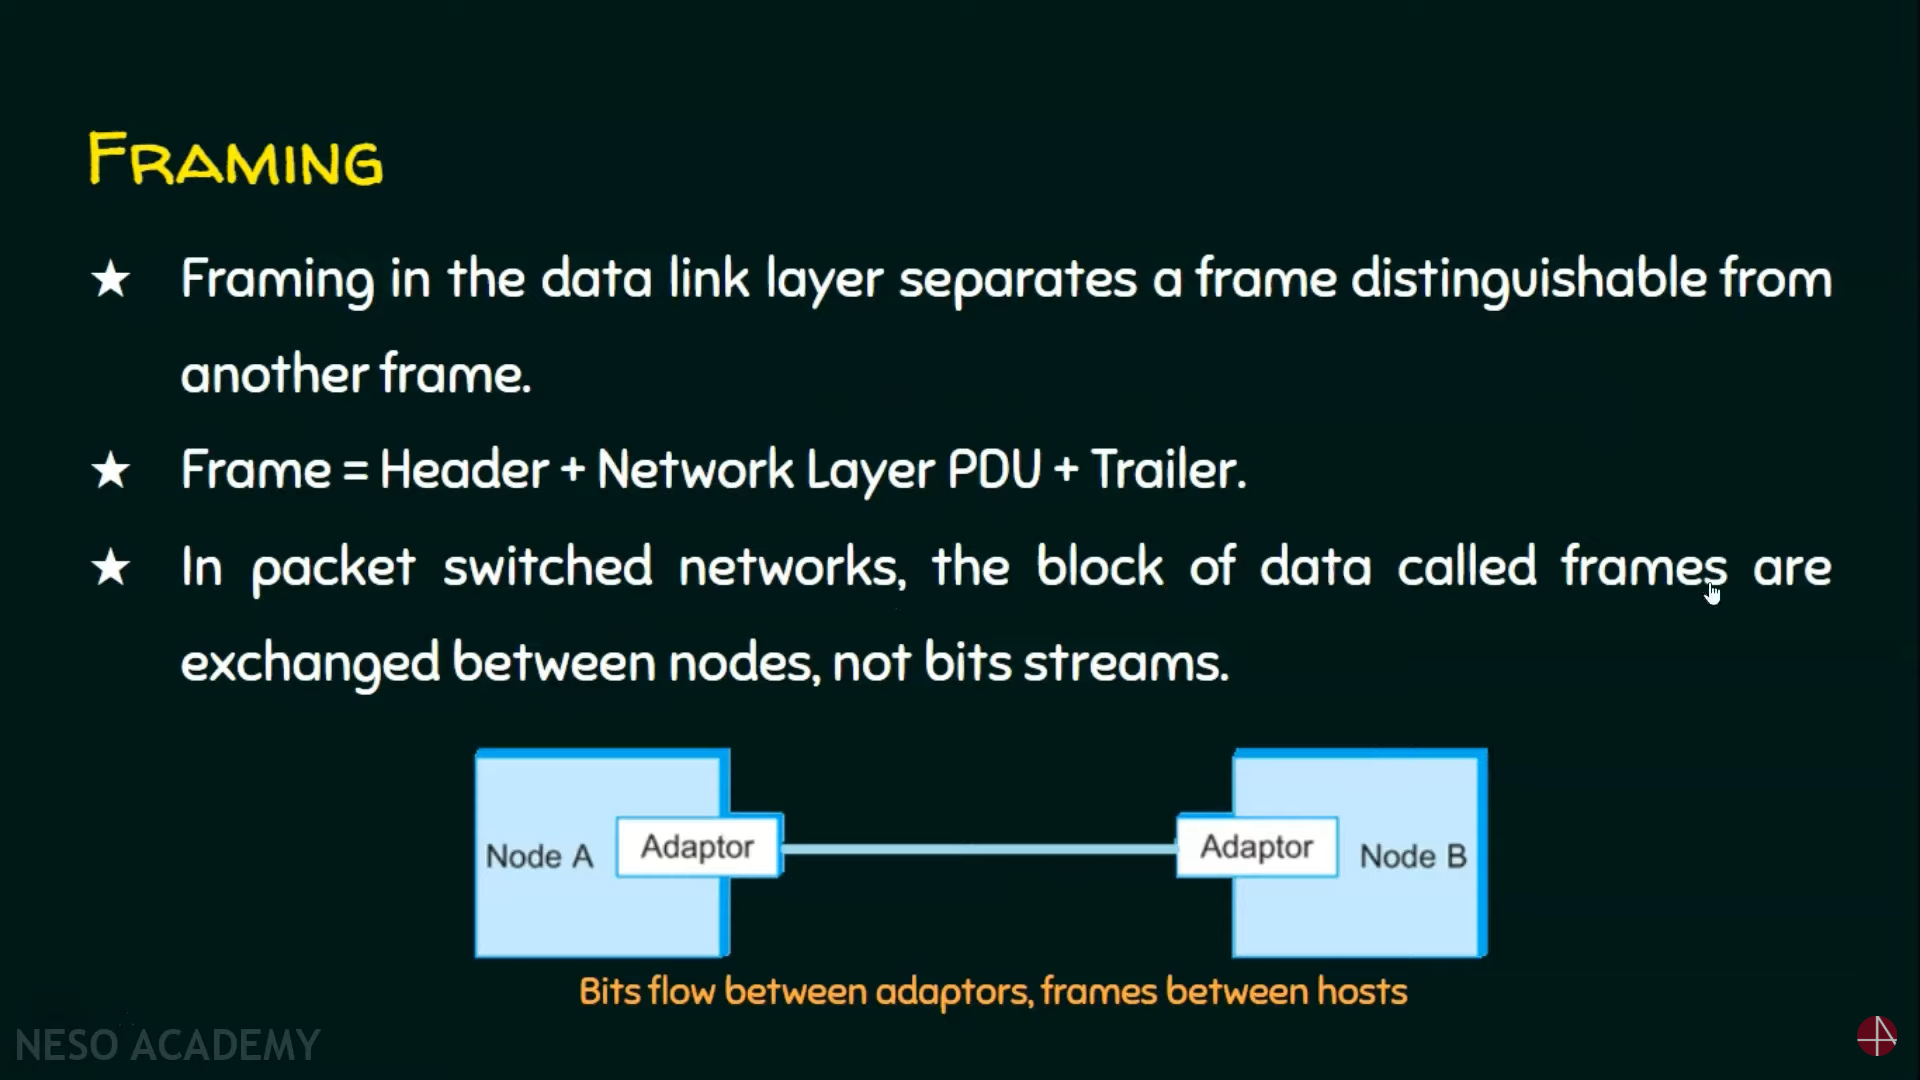 FRAMING
★ Framing in the data link layer separates a frame distinguishable from
another frame.
★ Frame = Header + Network Layer PDU + Trailer.
★ In packet switched networks, the block of data called frames are
exchanged between nodes, not bits streams.
Node A
Adaptor
Adaptor
Node B
Bits flow between adaptors, frames between hosts
NESO ACADEMY